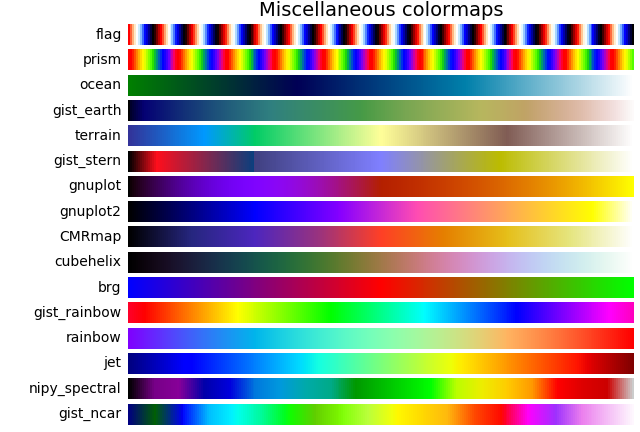 Miscellaneous colormaps
flag
prism
ocean
gist_earth
terrain
gist_stern
gnuplot
gnuplot2
CMRmap
cubehelix
brg
gist_rainbow
rainbow
jet
nipy_spectral
gist_ncar